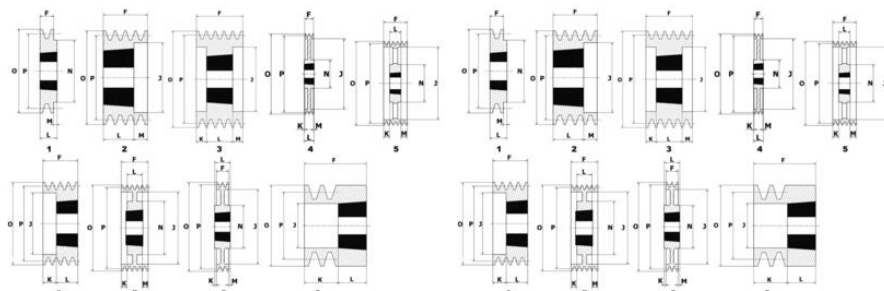 F F F F F F F F F F
L L
O P N O P J O P J O P N J O P N J O P N O P J O P J O P N J O P N J
M L M K L M K M K M M L M K L M K M K M
L L L L
1 2 3 4 5 1 2 3 4 5
F F L F F F L F
L F L F
O P J O P N J O P N J O P J O P J O P N J O P N J O P J
K L K K M K L K L K K M K L